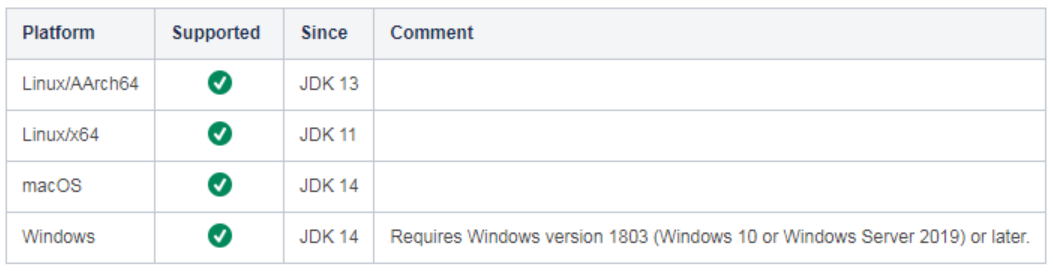 Platform Supported Since Comment
Linux/AArch64 JDK 13
Linux/x64 JDK 11
macOS JDK 14
Windows JDK 14 Requires Windows version 1803 (Windows 10 or Windows Server 2019) or later.